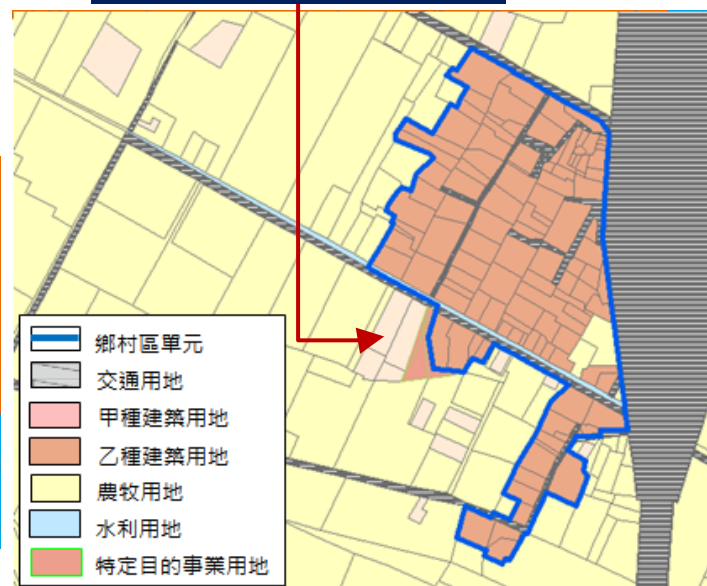 鄉村區單元
交通用地
甲種建築用地
乙種建築用地
農牧用地
水利用地
特定目的事業用地